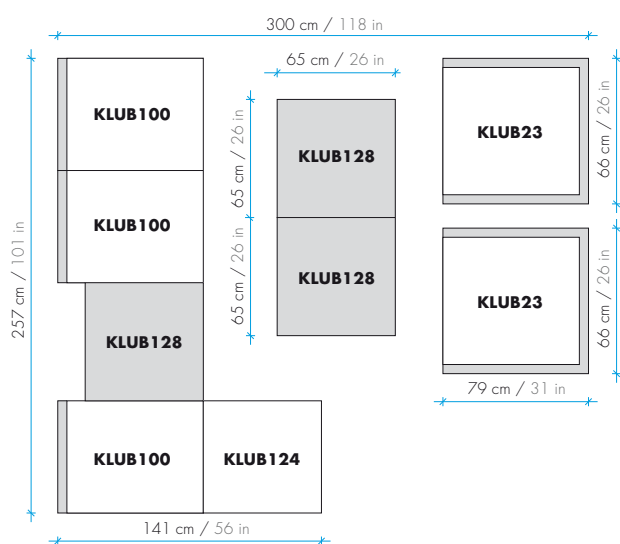 300 cm / 118 in
65 cm / 26 in
KLUB100
KLUB128
KLUB23
66 cm / 26 in
65 cm / 26 in
KLUB100
257 cm / 101 in
KLUB128
65 cm / 26 in
KLUB23
66 cm / 26 in
KLUB128
79 cm / 31 in
KLUB100
KLUB124
141 cm / 56 in